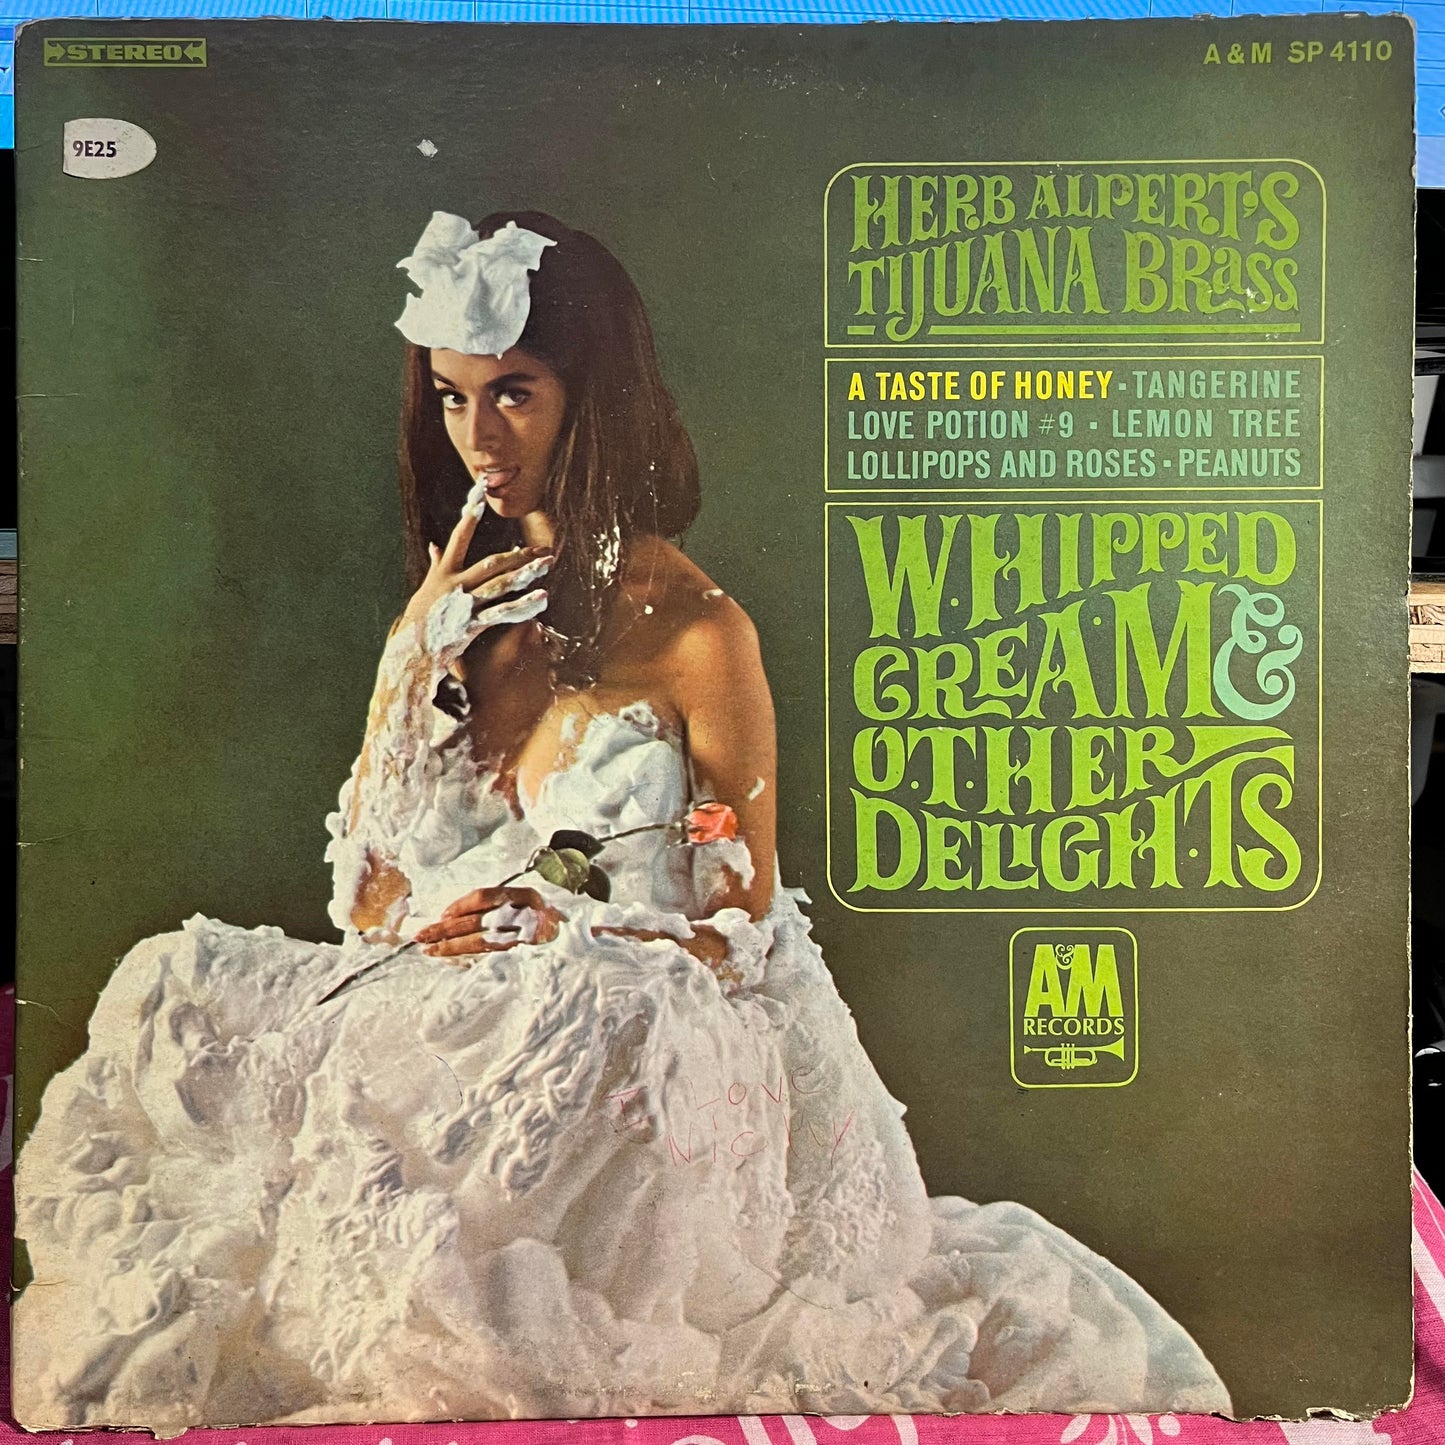 STEREO
A & M SP 4110
9E25
HERB ALPERT'S
TIJUANA BRASS
A TASTE OF HONEY · TANGERINE
LOVE POTION #9 · LEMON TREE
LOLLIPOPS AND ROSES · PEANUTS
WHIPPED
CREAM &
OTHER
DELIGHTS
A&M
RECORDS
I LOVE
NICKY